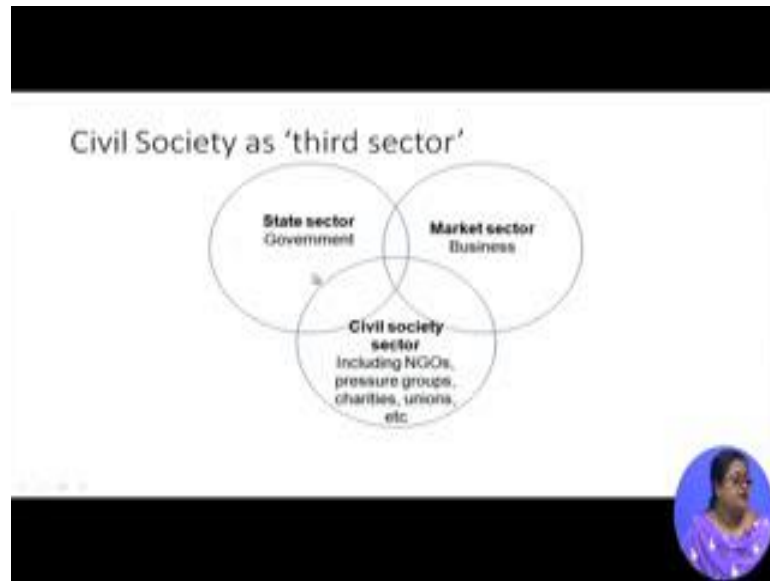 Civil Society as ‘third sector’
State sector
Government
Market sector
Business
Civil society
sector
Including NGOs,
pressure groups,
charities, unions,
etc